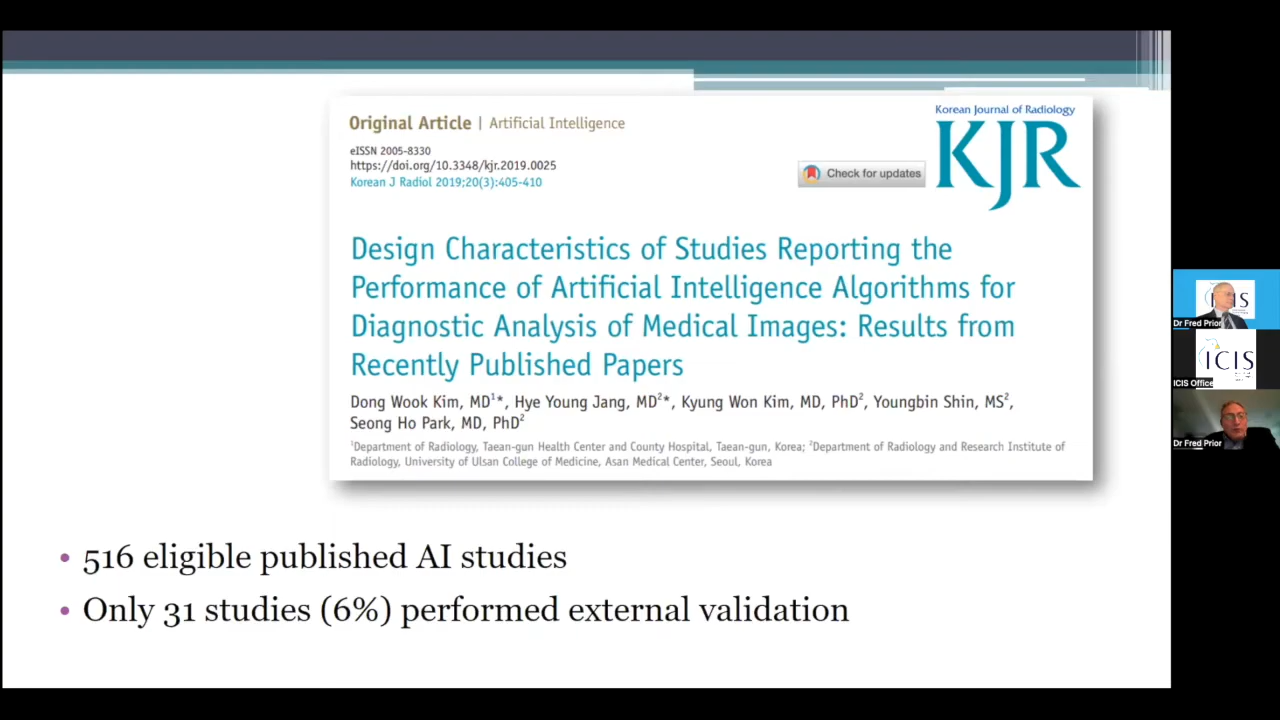 Original Article | Artificial Intelligence
eISSN 2005-8330
https://doi.org/10.3348/kjr.2019.0025
Korean J Radiol 2019;20(3):405-410
Check for updates
Korean Journal of Radiology
KJR
Design Characteristics of Studies Reporting the
Performance of Artificial Intelligence Algorithms for
Diagnostic Analysis of Medical Images: Results from
Recently Published Papers
Dong Wook Kim, MD1*, Hye Young Jang, MD2*, Kyung Won Kim, MD, PhD2, Youngbin Shin, MS2,
Seong Ho Park, MD, PhD2
1Department of Radiology, Taean-gun Health Center and County Hospital, Taean-gun, Korea; 2Department of Radiology and Research Institute of
Radiology, University of Ulsan College of Medicine, Asan Medical Center, Seoul, Korea
• 516 eligible published AI studies
• Only 31 studies (6%) performed external validation
Dr Fred Prior
ICIS
ICIS Office
Dr Fred Prior